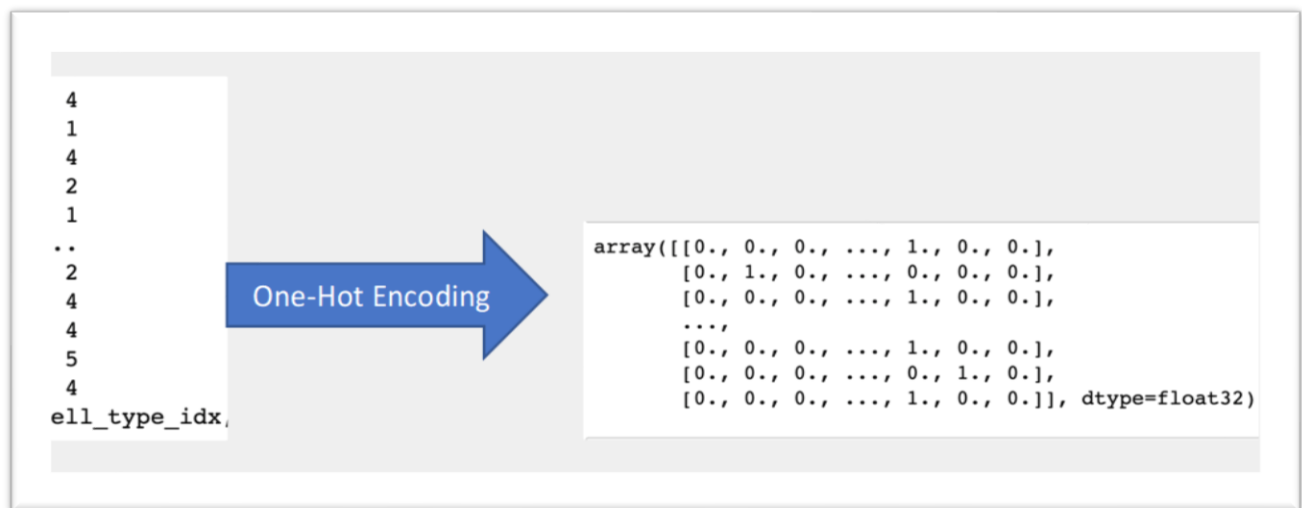 4
1
4
2
1
..
2
4
4
5
4
ell_type_idx,
One-Hot Encoding
array([[0., 0., 0., ..., 1., 0., 0.],
[0., 1., 0., ..., 0., 0., 0.],
[0., 0., 0., ..., 1., 0., 0.],
...,
[0., 0., 0., ..., 1., 0., 0.],
[0., 0., 0., ..., 0., 1., 0.],
[0., 0., 0., ..., 1., 0., 0.]], dtype=float32)